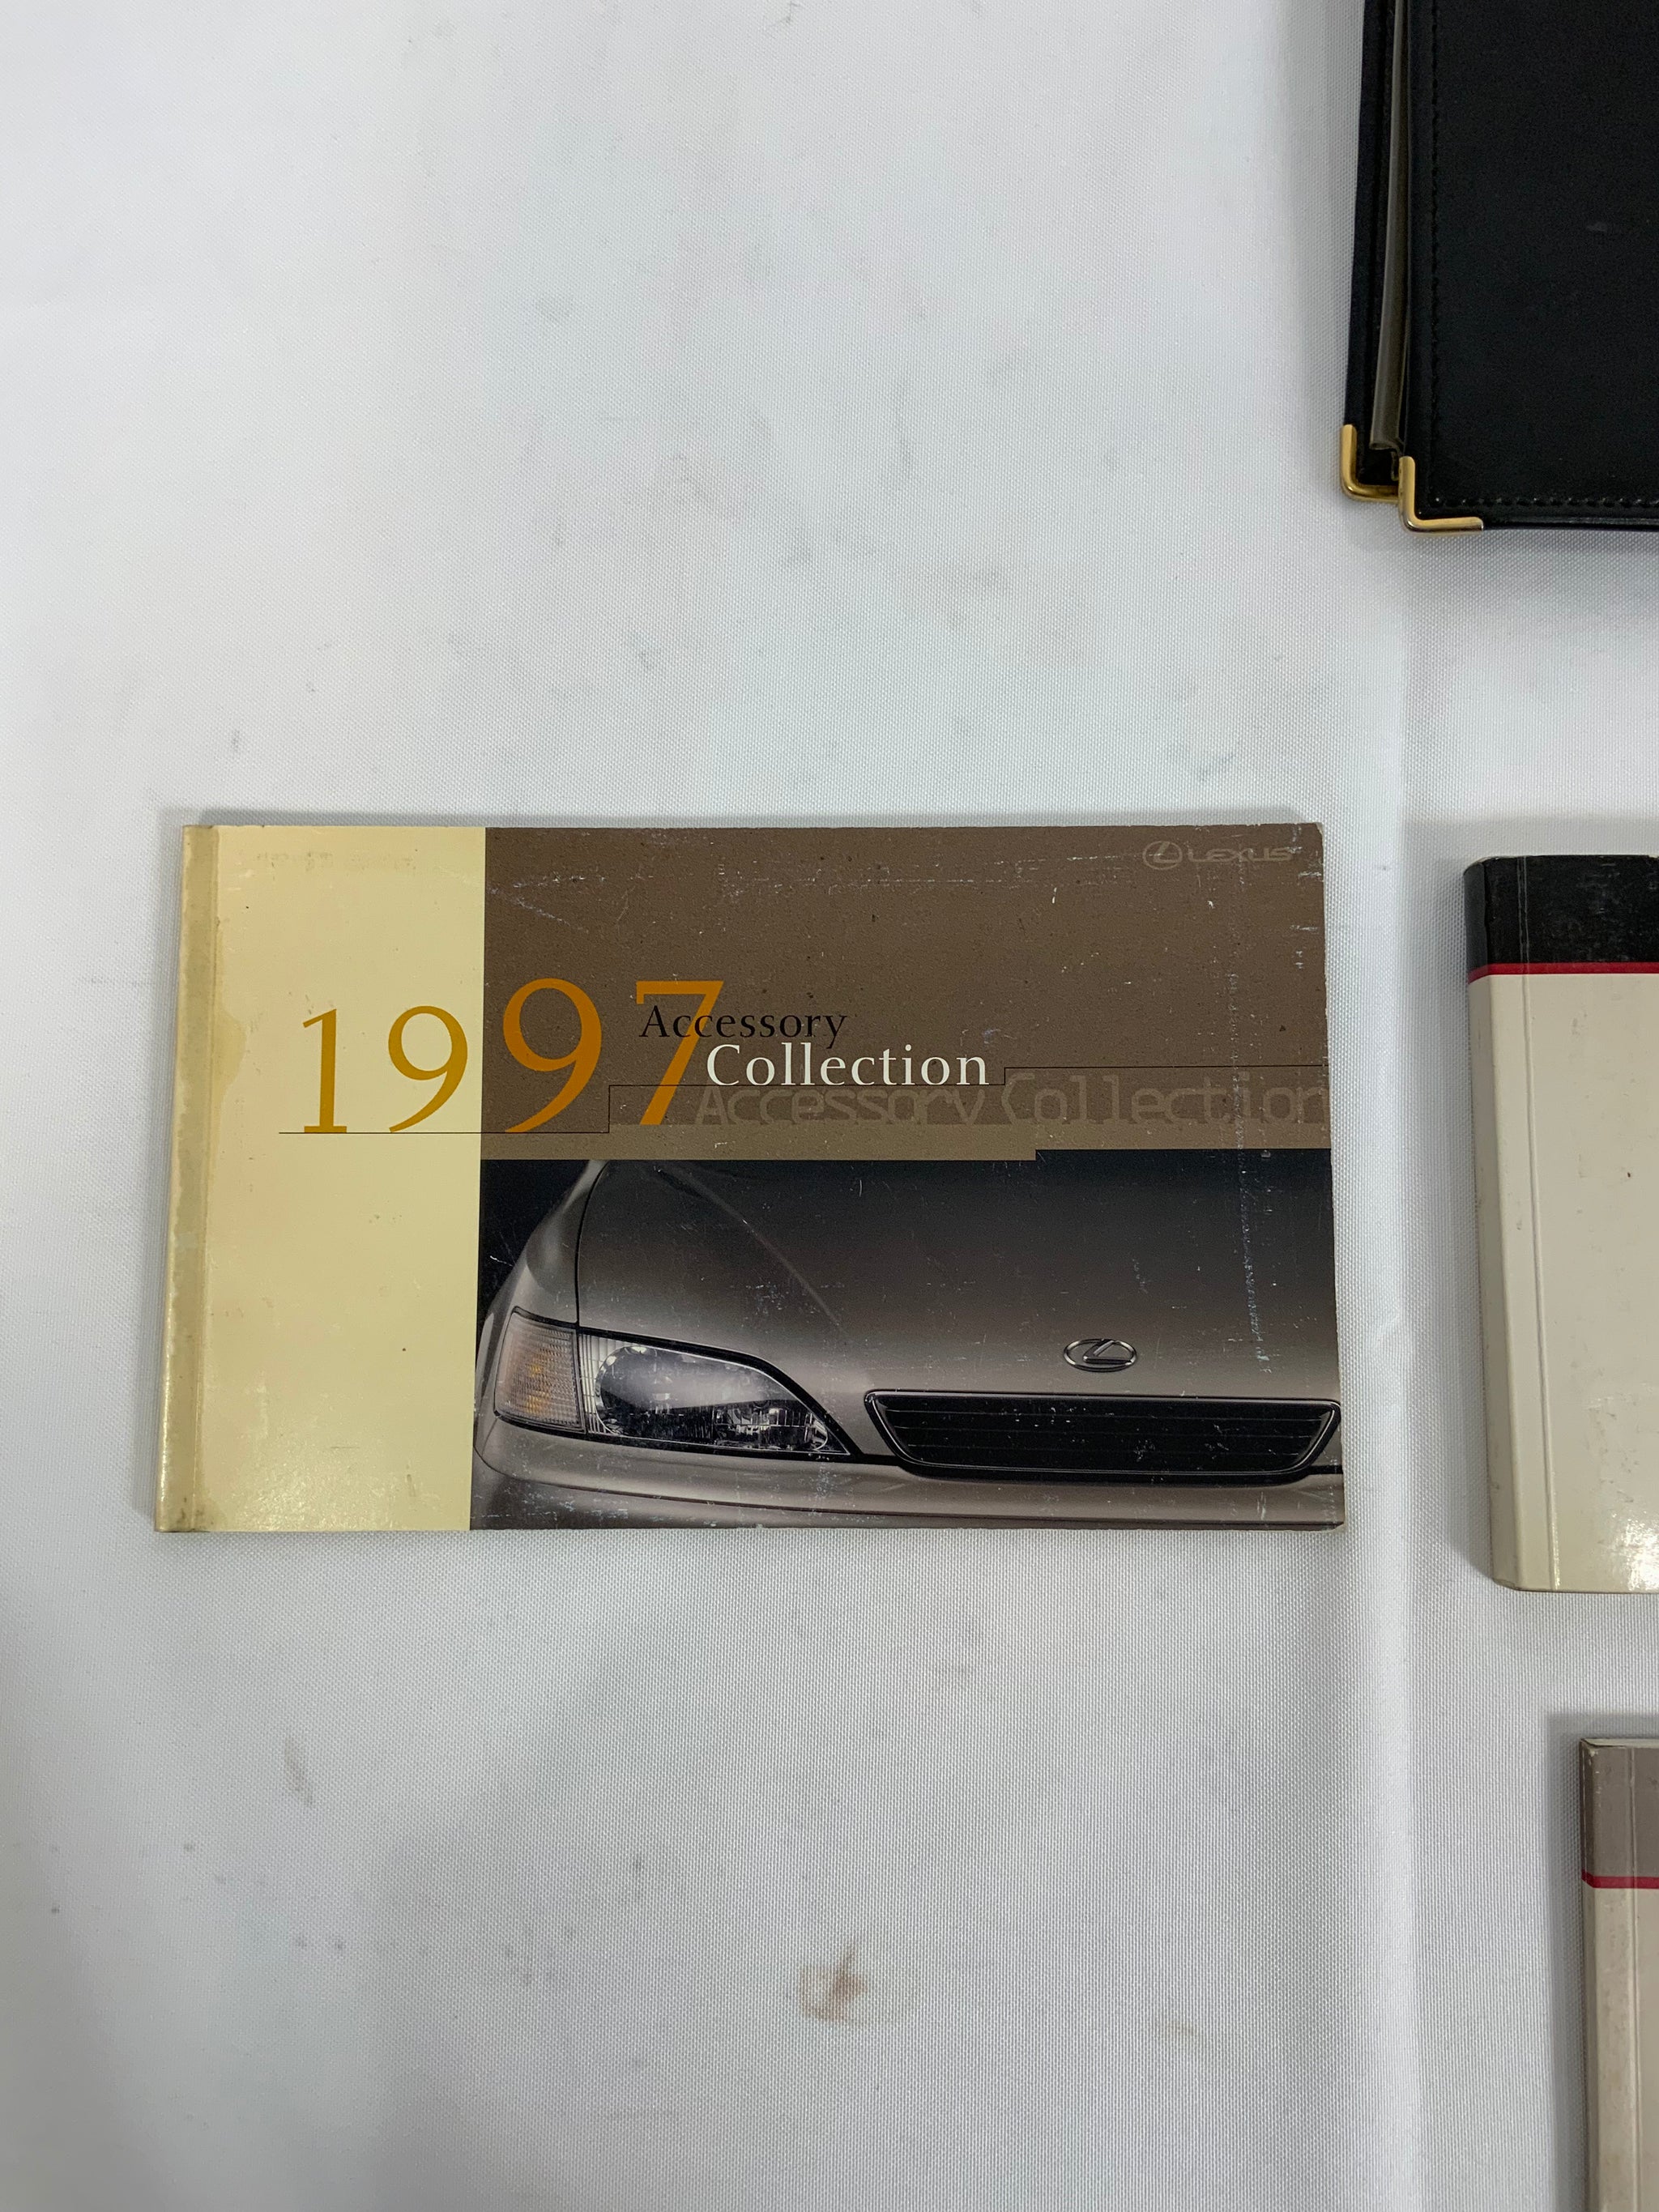 LEXUS
1997
Accessory
Collection
Accessory Collection